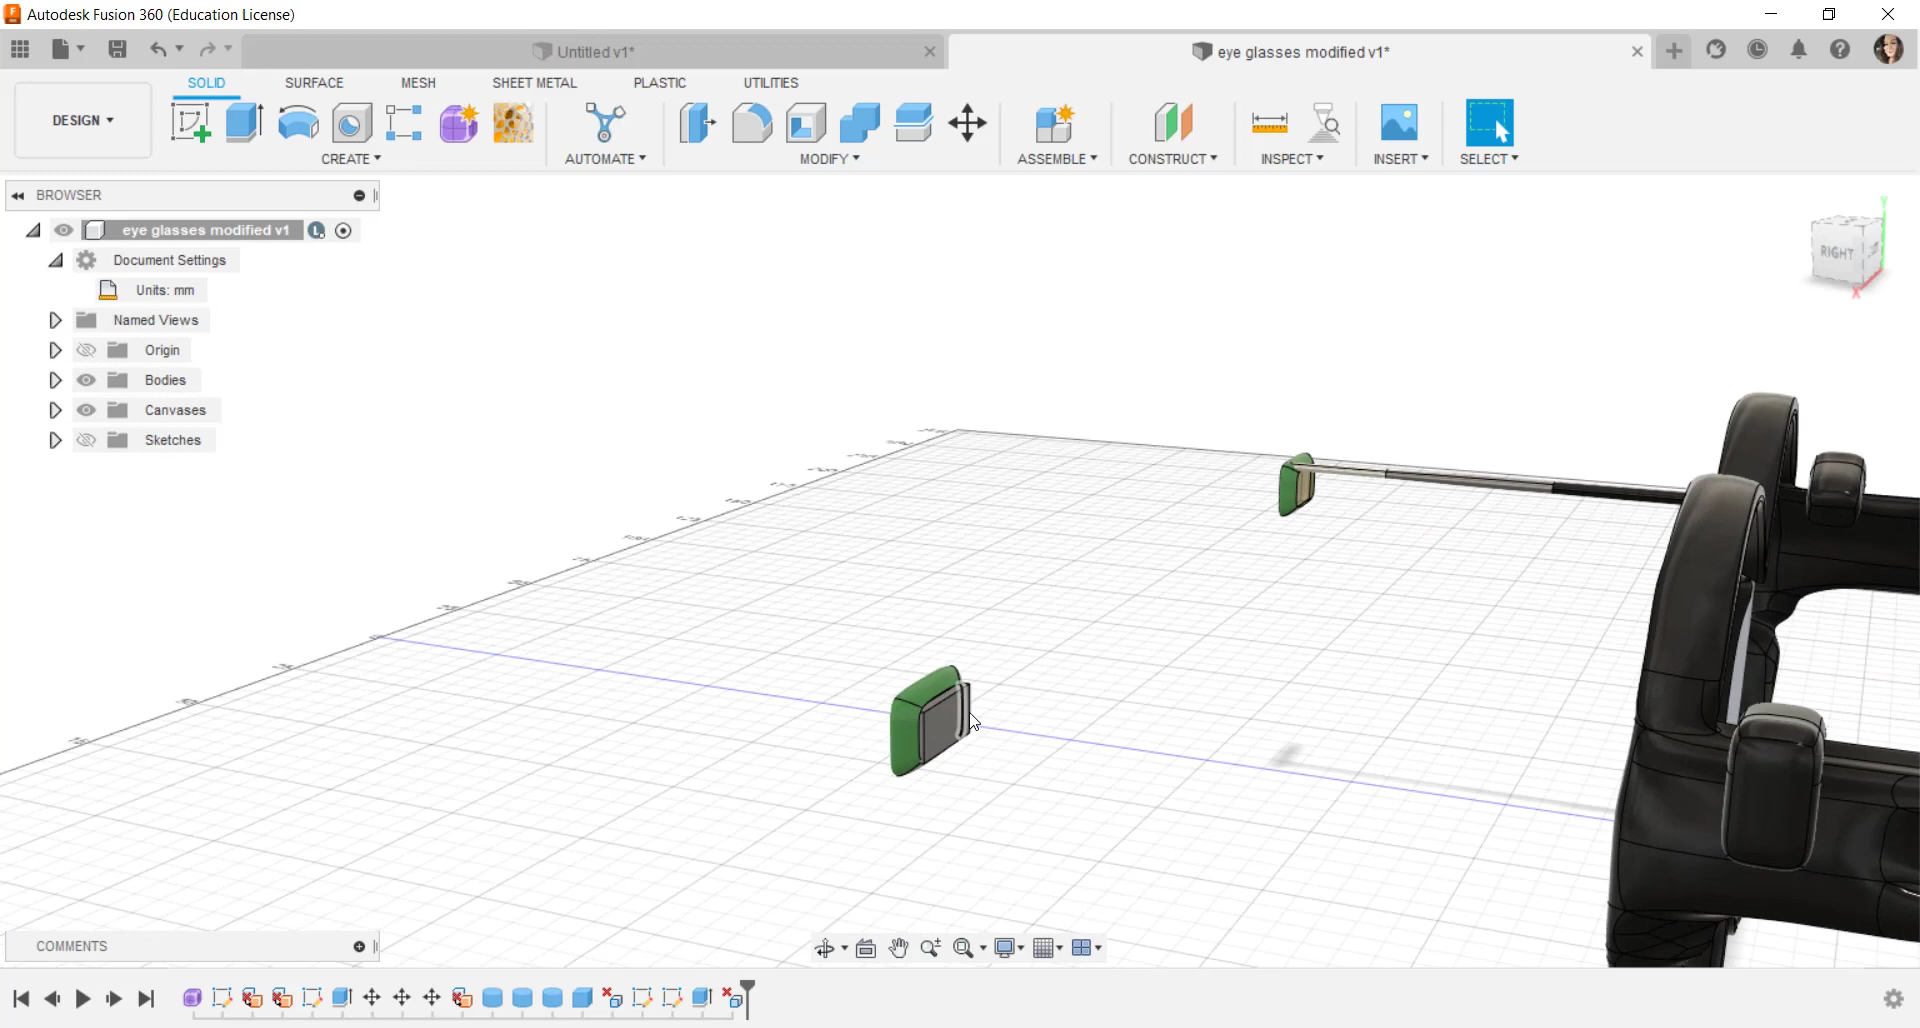 Autodesk Fusion 360 (Education License)
Untitled v1*
eye glasses modified v1*
SOLID SURFACE MESH SHEET METAL PLASTIC UTILITIES
DESIGN
CREATE AUTOMATE MODIFY ASSEMBLE CONSTRUCT INSPECT INSERT SELECT
BROWSER
eye glasses modified v1
Document Settings
Units: mm
Named Views
Origin
Bodies
Canvases
Sketches
RIGHT
Y
X
COMMENTS